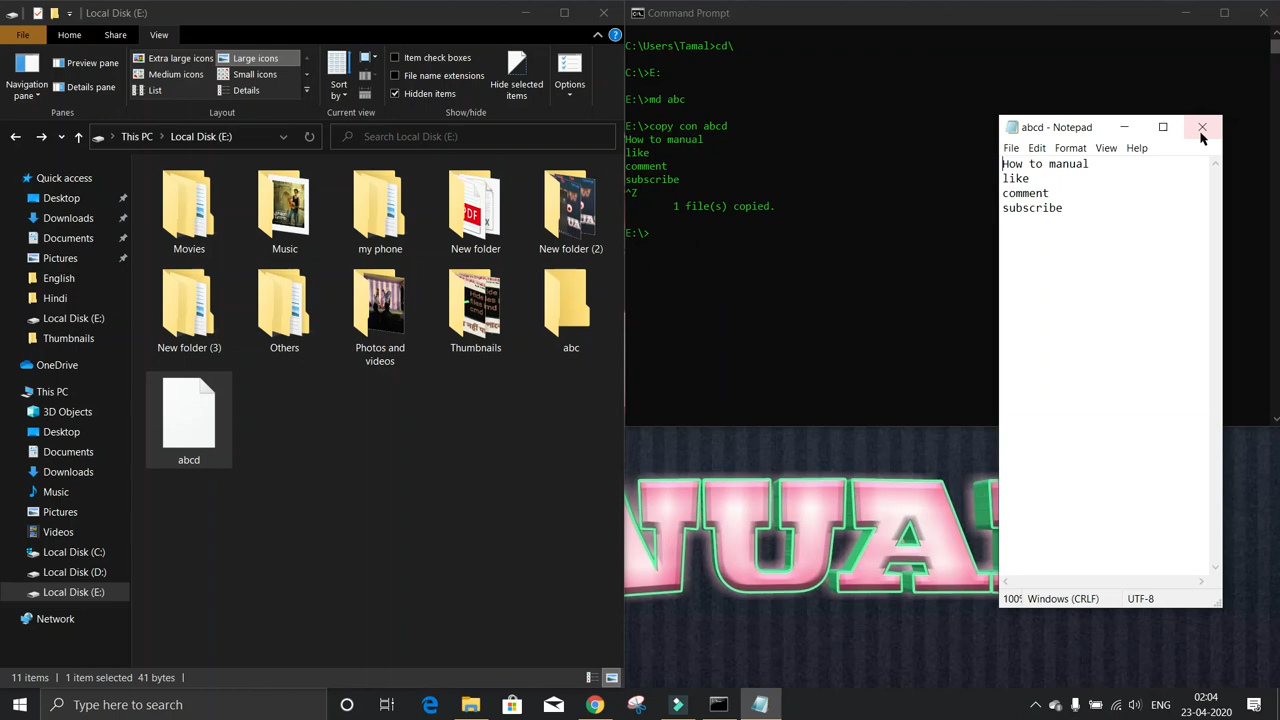 Local Disk (E:)
File Home Share View
Navigation pane
Preview pane
Details pane
Panes
Extra large icons Large icons
Medium icons Small icons
List Details
Layout
Sort by
Current view
Item check boxes
File name extensions
Hidden items
Hide selected items
Show/hide
Options
This PC Local Disk (E:)
Search Local Disk (E:)
Quick access
Desktop
Downloads
Documents
Pictures
English
Hindi
Local Disk (E:)
Thumbnails
OneDrive
This PC
3D Objects
Desktop
Documents
Downloads
Music
Pictures
Videos
Local Disk (C:)
Local Disk (D:)
Local Disk (E:)
Network
Movies Music my phone New folder New folder (2)
New folder (3) Others Photos and videos Thumbnails abc
abcd
11 items 1 item selected 41 bytes
Command Prompt
C:\Users\Tamal>cd\
C:\>E:
E:\>md abc
E:\>copy con abcd
How to manual
like
comment
subscribe
^Z
1 file(s) copied.
E:\>
abcd - Notepad
File Edit Format View Help
How to manual
like
comment
subscribe
100% Windows (CRLF) UTF-8
NUA
Type here to search
ENG
02:04
23-04-2020